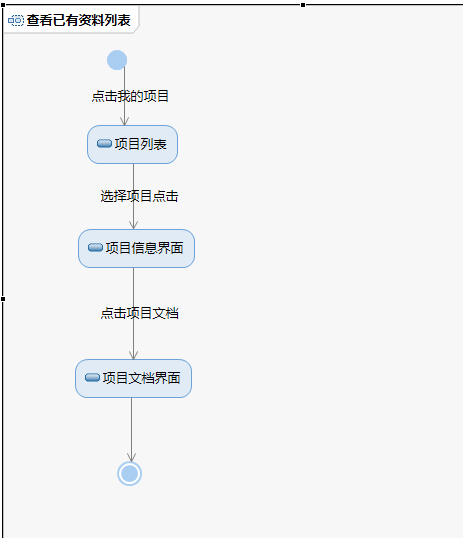 查看已有资料列表
点击我的项目
项目列表
选择项目点击
项目信息界面
点击项目文档
项目文档界面